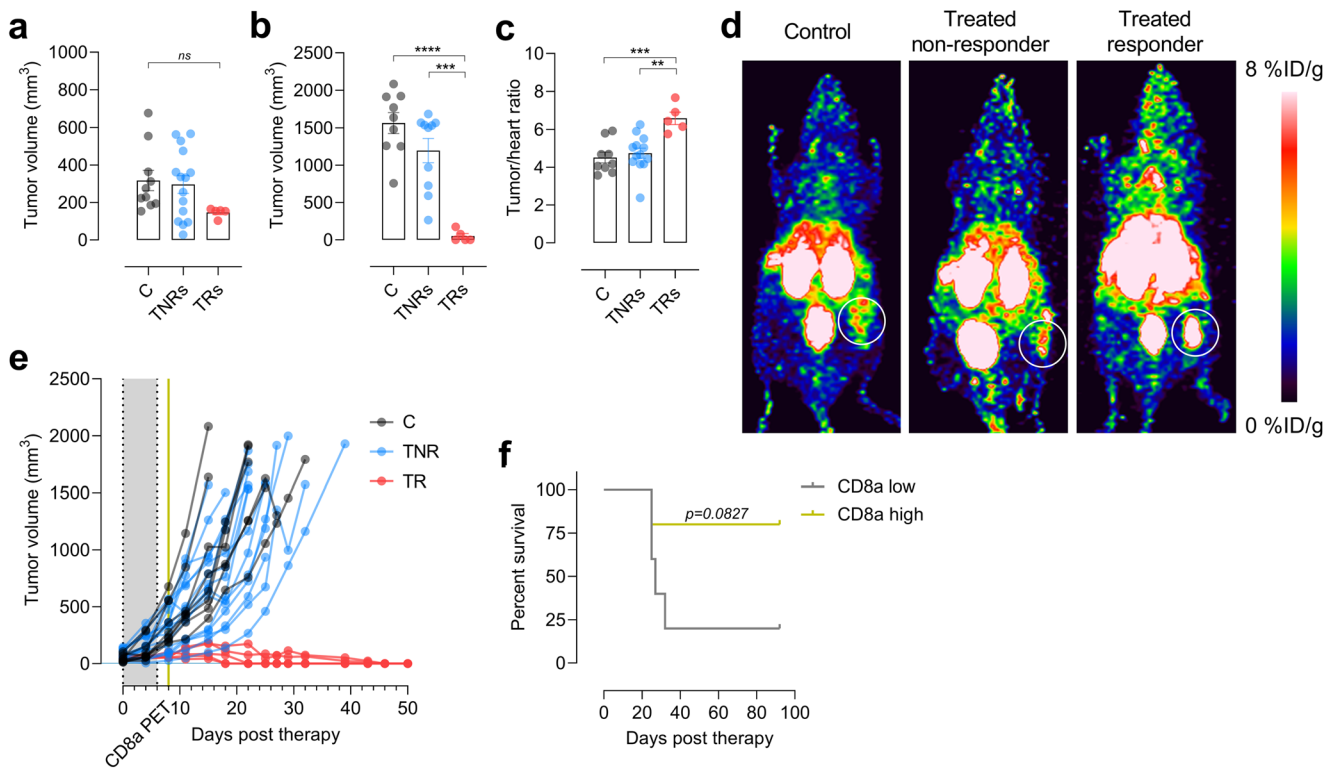 a
Tumor volume (mm³)
1000
800
600
400
200
0
ns
C
TNRs
TRs
b
Tumor volume (mm³)
2500
2000
1500
1000
500
0
****
***
C
TNRs
TRs
c
Tumor/heart ratio
10
8
6
4
2
0
***
**
C
TNRs
TRs
d
Control
Treated
non-responder
Treated
responder
8 %ID/g
0 %ID/g
e
Tumor volume (mm³)
2500
2000
1500
1000
500
0
C
TNR
TR
0
10
20
30
40
50
CD8a PET
Days post therapy
f
Percent survival
100
75
50
25
0
p=0.0827
CD8a low
CD8a high
0
20
40
60
80
100
Days post therapy